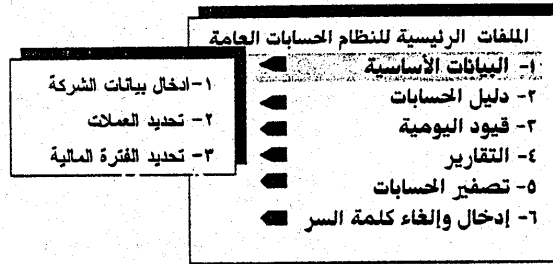 الملفات الرئيسية للنظام الحسابات العامة
١- البيانات الأساسية
٢- دليل الحسابات
٣- قيود اليومية
٤- التقارير
٥- تصفير الحسابات
٦- إدخال وإلغاء كلمة السر
١- ادخال بيانات الشركة
٢- تحديد العملات
٣- تحديد الفترة المالية